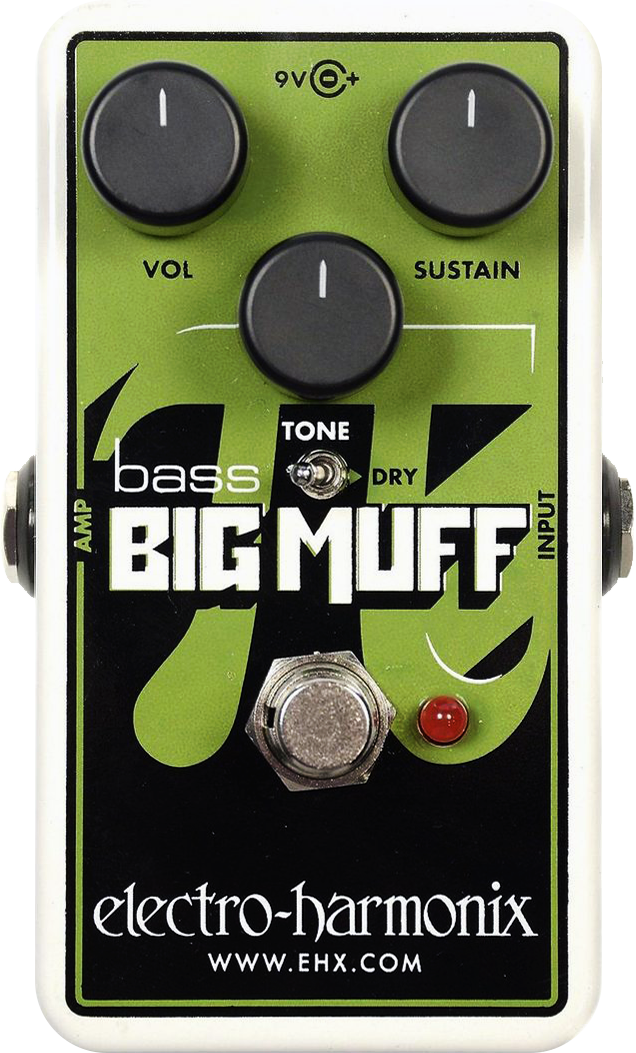 9V +
VOL
SUSTAIN
TONE
bass
DRY
AMP
BIG MUFF
INPUT
π
electro-harmonix
WWW.EHX.COM